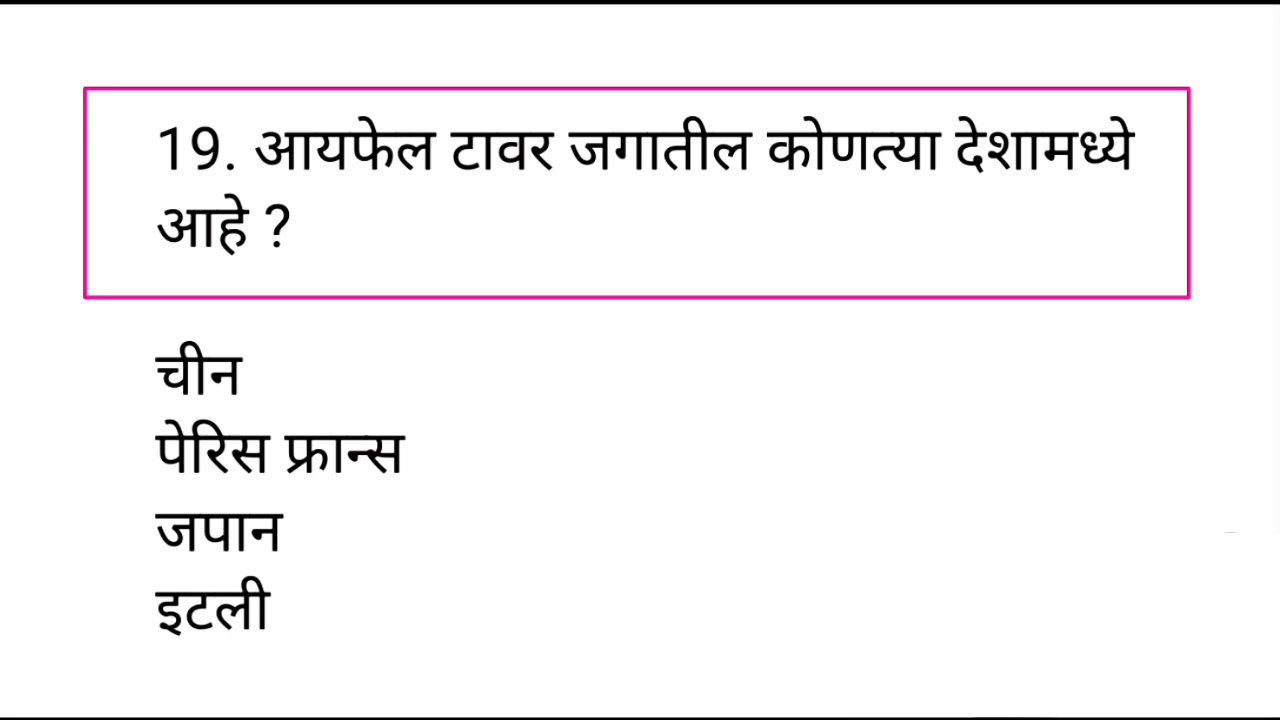 19. आयफेल टावर जगातील कोणत्या देशामध्ये
आहे ?
चीन
पेरिस फ्रान्स
जपान
इटली